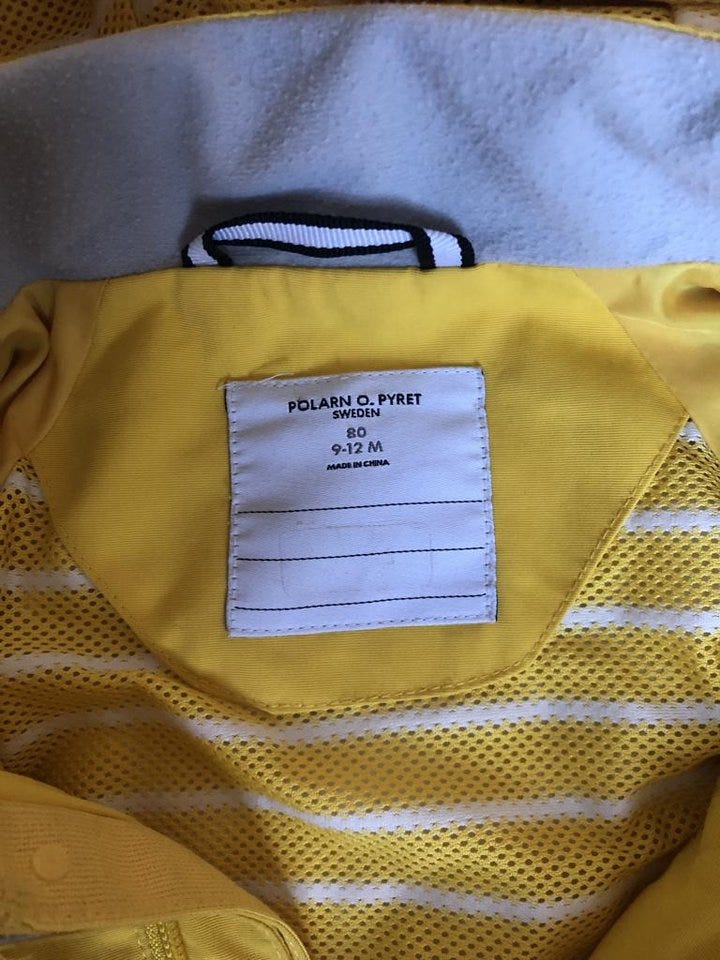 POLARN O. PYRET
SWEDEN
80
9-12 M
MADE IN CHINA